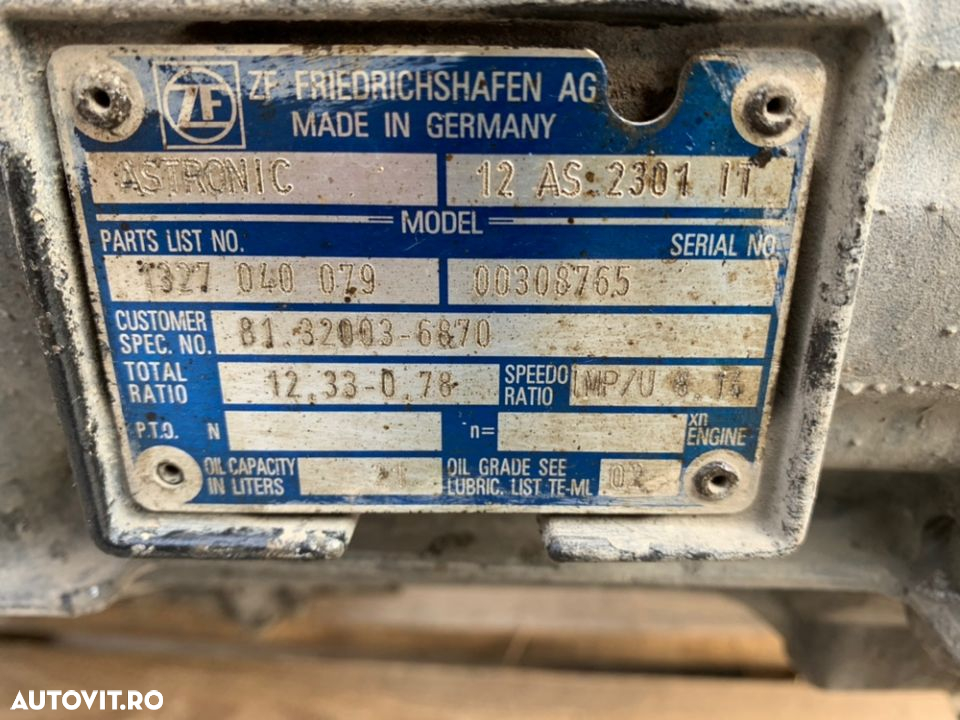 ZF ZF FRIEDRICHSHAFEN AG
MADE IN GERMANY
ASTRONIC 12 AS 2301 IT
MODEL
PARTS LIST NO. SERIAL NO.
1327 040 079 00308765
CUSTOMER SPEC. NO. 81.32003-6870
TOTAL RATIO 12,33-0,78 SPEEDO RATIO IMP/U
P.T.O. N n= xn ENGINE
OIL CAPACITY IN LITERS OIL GRADE SEE LUBRIC. LIST TE-ML 02
AUTOVIT.RO